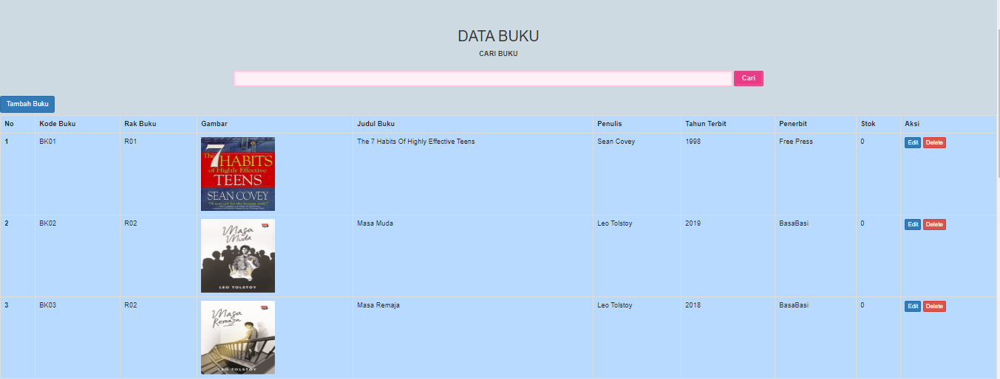 DATA BUKU
CARI BUKU
Cari
Tambah Buku
No Kode Buku Rak Buku Gambar Judul Buku Penulis Tahun Terbit Penerbit Stok Aksi
1 BK01 R01 The 7 Habits Of Highly Effective Teens Sean Covey 1998 Free Press 0 Edit Delete
The 7 HABITS
of Highly Effective
TEENS
SEAN COVEY
2 BK02 R02 Masa Muda Leo Tolstoy 2019 BasaBasi 0 Edit Delete
Masa
Muda
LEO TOLSTOY
3 BK03 R02 Masa Remaja Leo Tolstoy 2018 BasaBasi 0 Edit Delete
Masa
Remaja
LEO TOLSTOY